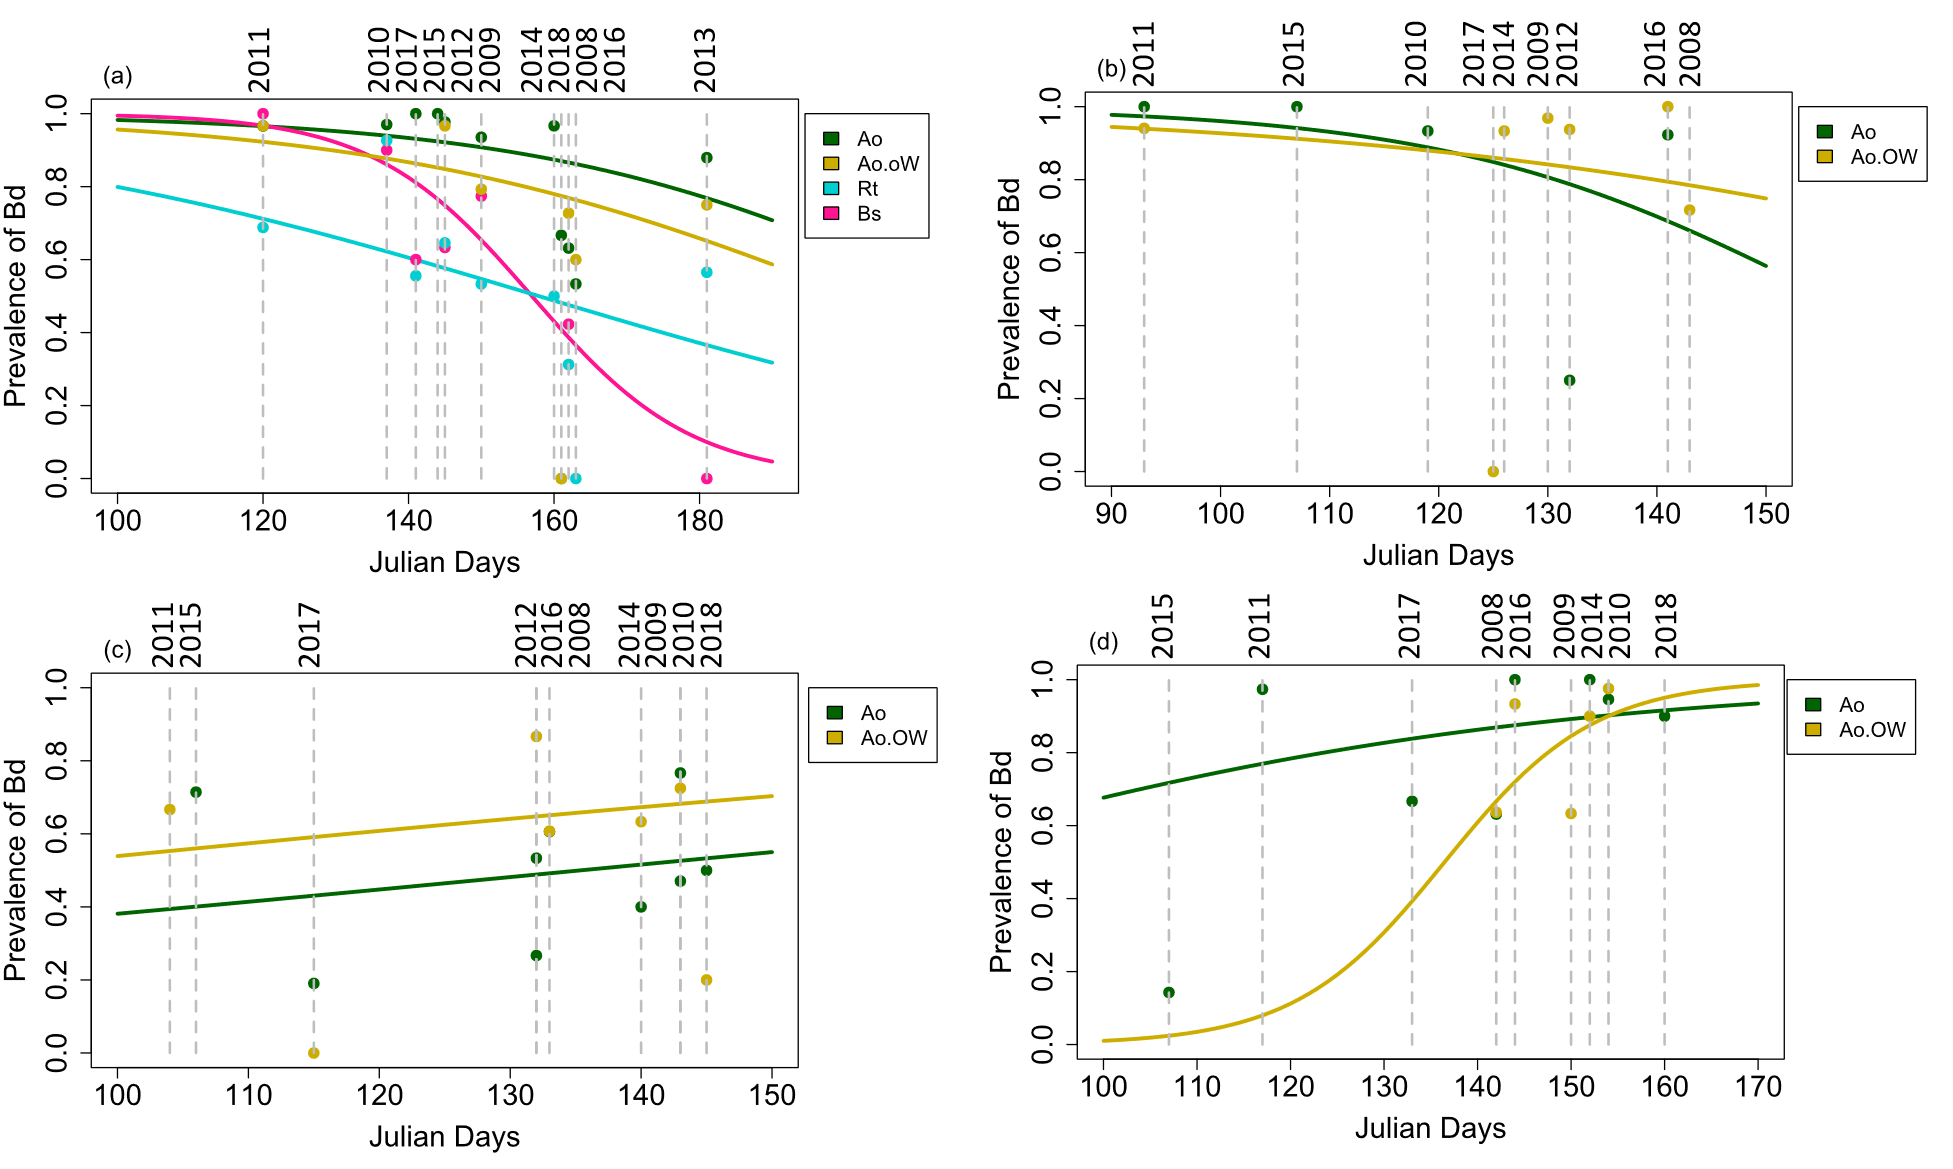 (a)
2011 2010 2017 2015 2012 2009 2014 2018 2008 2016 2013
Prevalence of Bd
0.0 0.2 0.4 0.6 0.8 1.0
100 120 140 160 180
Julian Days
Ao
Ao.oW
Rt
Bs
(b)
2011 2015 2010 2017 2014 2009 2012 2016 2008
Prevalence of Bd
0.0 0.2 0.4 0.6 0.8 1.0
90 100 110 120 130 140 150
Julian Days
Ao
Ao.OW
(c)
2011 2015 2017 2012 2016 2008 2014 2009 2010 2018
Prevalence of Bd
0.0 0.2 0.4 0.6 0.8 1.0
100 110 120 130 140 150
Julian Days
Ao
Ao.OW
(d)
2015 2011 2017 2008 2016 2009 2014 2010 2018
Prevalence of Bd
0.0 0.2 0.4 0.6 0.8 1.0
100 110 120 130 140 150 160 170
Julian Days
Ao
Ao.OW